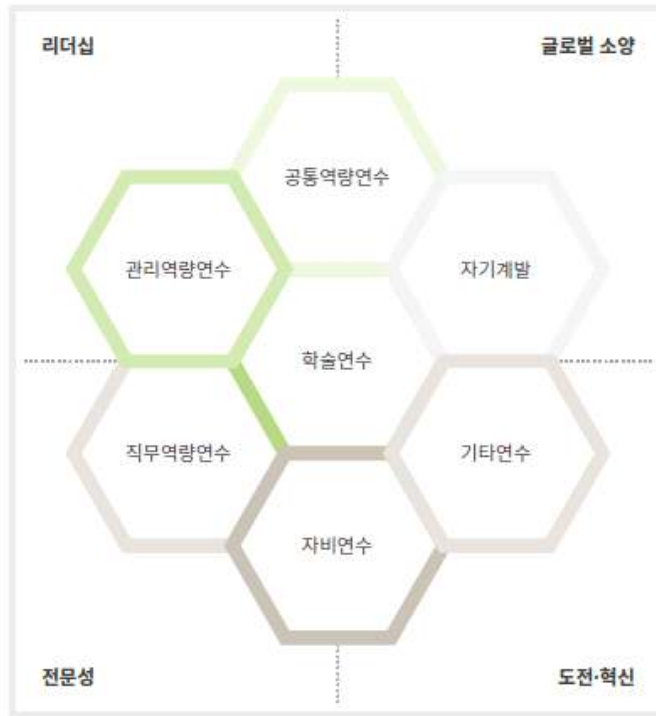 리더십
글로벌 소양
공통역량연수
관리역량연수
자기계발
학술연수
직무역량연수
기타연수
자비연수
전문성
도전·혁신